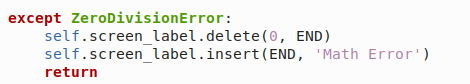 except ZeroDivisionError:
    self.screen_label.delete(0, END)
    self.screen_label.insert(END, 'Math Error')
    return